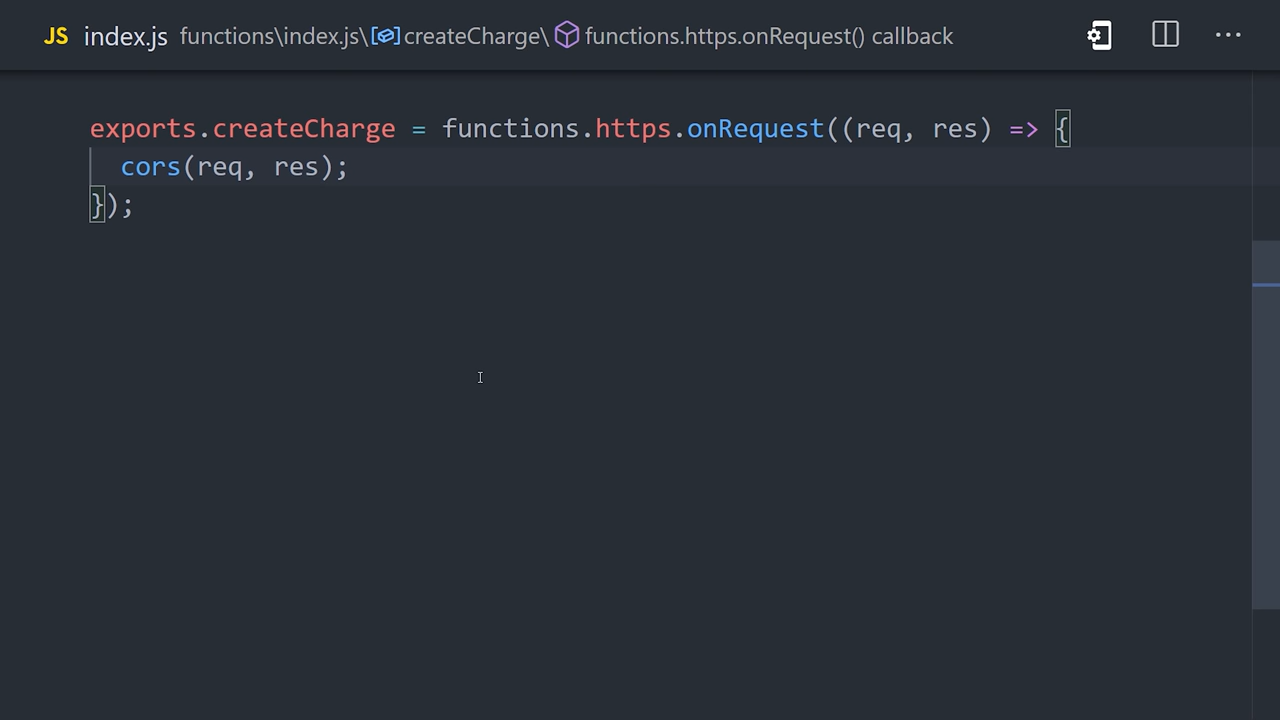 JS index.js functions\index.js\createCharge\functions.https.onRequest() callback
exports.createCharge = functions.https.onRequest((req, res) => {
  cors(req, res);
});